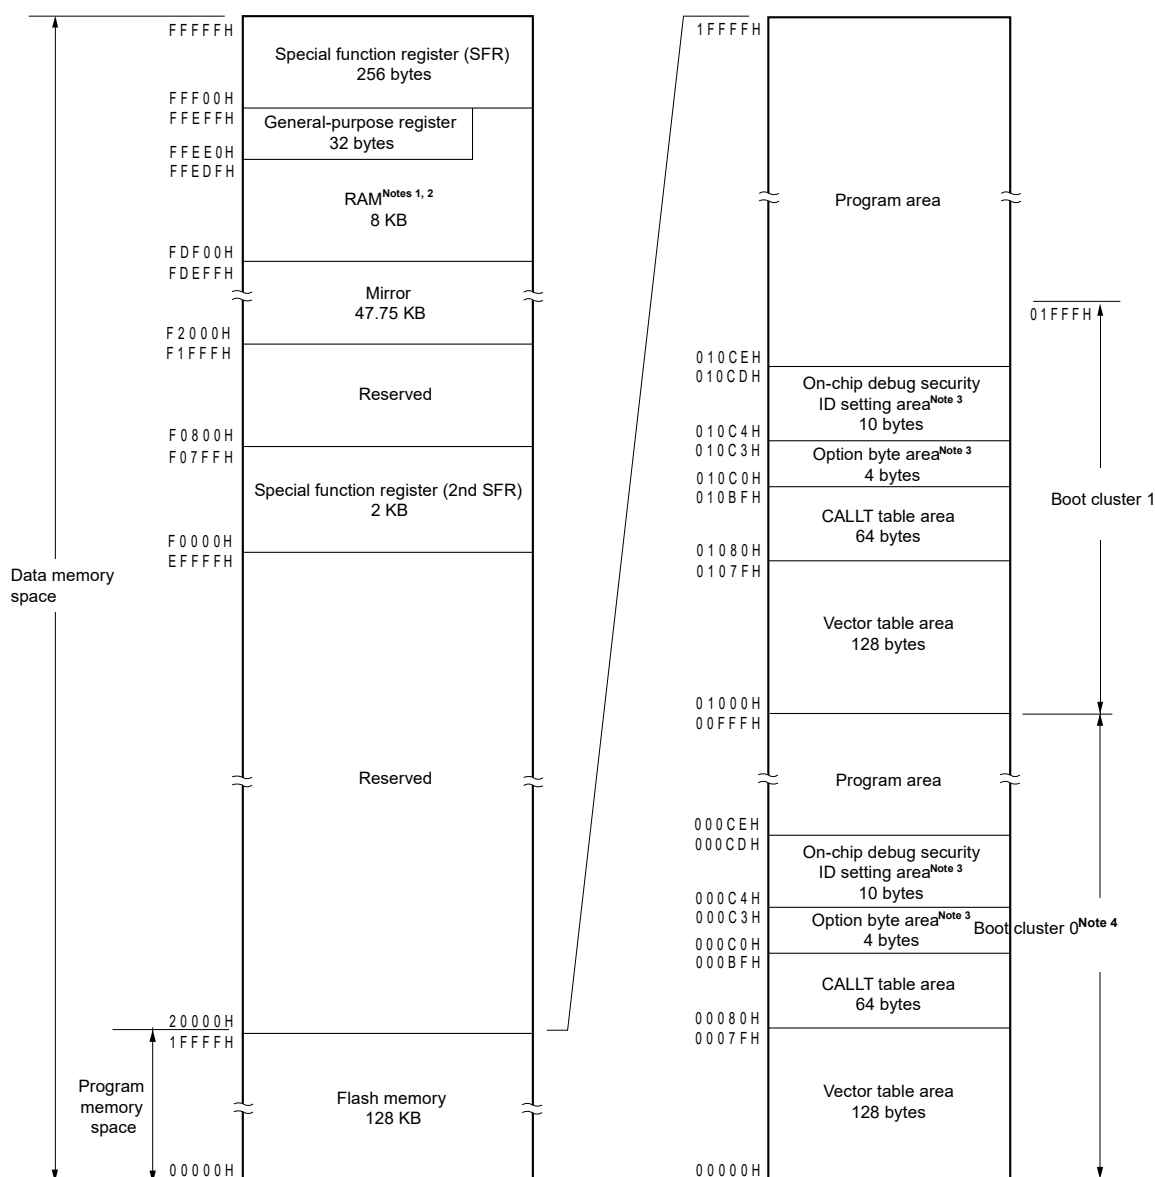 FFFFFH
Special function register (SFR)
256 bytes
FFF00H
FFEFFH
General-purpose register
32 bytes
FFEE0H
FFEDFH
RAMNotes 1, 2
8 KB
FDF00H
FDEFFH
Mirror
47.75 KB
F2000H
F1FFFH
Reserved
F0800H
F07FFH
Special function register (2nd SFR)
2 KB
F0000H
EFFFFH
Data memory
space
Reserved
20000H
1FFFFH
Program
memory
space
Flash memory
128 KB
00000H
1FFFFH
Program area
01FFFH
010CEH
010CDH
On-chip debug security
ID setting areaNote 3
10 bytes
010C4H
010C3H
Option byte areaNote 3
4 bytes
010C0H
010BFH
Boot cluster 1
CALLT table area
64 bytes
01080H
0107FH
Vector table area
128 bytes
01000H
00FFFH
Program area
000CEH
000CDH
On-chip debug security
ID setting areaNote 3
10 bytes
000C4H
000C3H
Option byte areaNote 3
4 bytes
Boot cluster 0Note 4
000C0H
000BFH
CALLT table area
64 bytes
00080H
0007FH
Vector table area
128 bytes
00000H